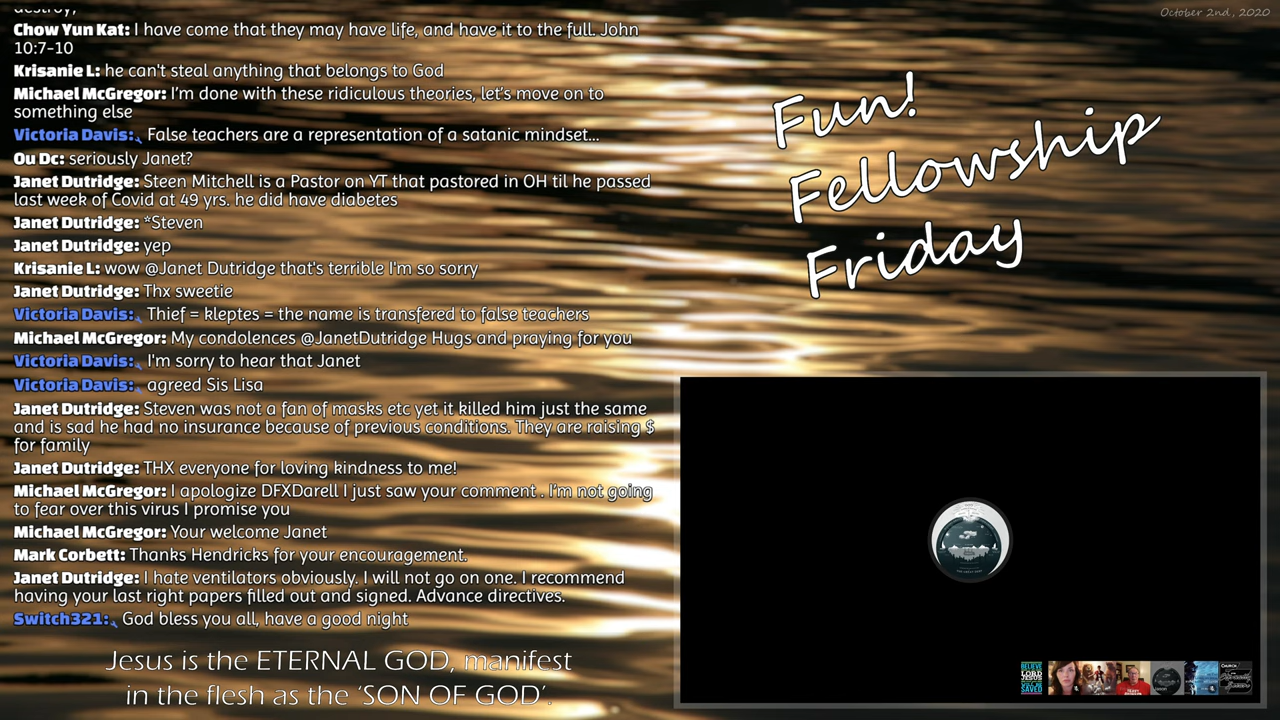 destroy,
Chow Yun Kat: I have come that they may have life, and have it to the full. John
10:7-10
Krisanie L: he can't steal anything that belongs to God
Michael McGregor: I'm done with these ridiculous theories, let's move on to
something else
Victoria Davis: False teachers are a representation of a satanic mindset...
Ou Dc: seriously Janet?
Janet Dutridge: Steen Mitchell is a Pastor on YT that pastored in OH til he passed
last week of Covid at 49 yrs. he did have diabetes
Janet Dutridge: *Steven
Janet Dutridge: yep
Krisanie L: wow @Janet Dutridge that's terrible I'm so sorry
Janet Dutridge: Thx sweetie
Victoria Davis: Thief = kleptes = the name is transfered to false teachers
Michael McGregor: My condolences @JanetDutridge Hugs and praying for you
Victoria Davis: I'm sorry to hear that Janet
Victoria Davis: agreed Sis Lisa
Janet Dutridge: Steven was not a fan of masks etc yet it killed him just the same
and is sad he had no insurance because of previous conditions. They are raising $
for family
Janet Dutridge: THX everyone for loving kindness to me!
Michael McGregor: I apologize DFXDarell I just saw your comment . I'm not going
to fear over this virus I promise you
Michael McGregor: Your welcome Janet
Mark Corbett: Thanks Hendricks for your encouragement.
Janet Dutridge: I hate ventilators obviously. I will not go on one. I recommend
having your last right papers filled out and signed. Advance directives.
Switch321: God bless you all, have a good night
Jesus is the ETERNAL GOD, manifest
in the flesh as the 'SON OF GOD'.
October 2nd, 2020
Fun!
Fellowship
Friday
BELIEVE
LORD
JESUS
SAVED
CHURCH